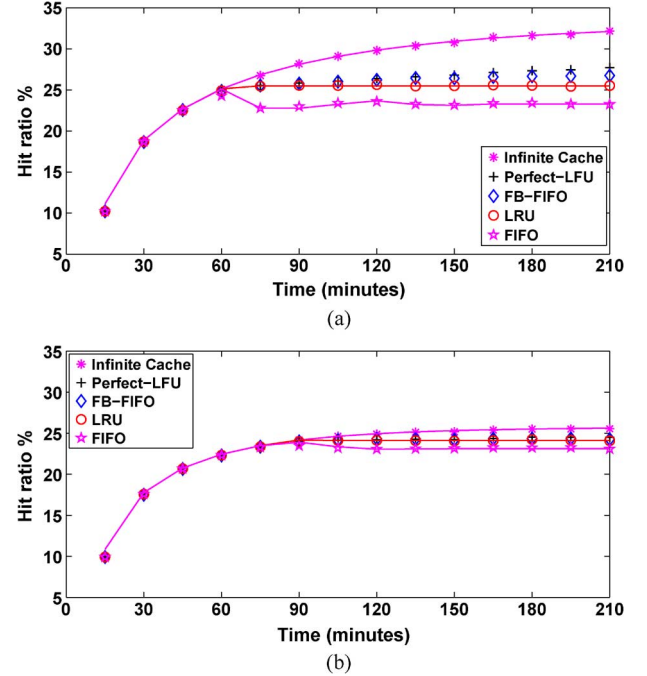 35
30
25
20
15
10
5
Hit ratio %
Infinite Cache
Perfect-LFU
FB-FIFO
LRU
FIFO
0 30 60 90 120 150 180 210
Time (minutes)
(a)
35
30
25
20
15
10
5
Hit ratio %
Infinite Cache
Perfect-LFU
FB-FIFO
LRU
FIFO
0 30 60 90 120 150 180 210
Time (minutes)
(b)